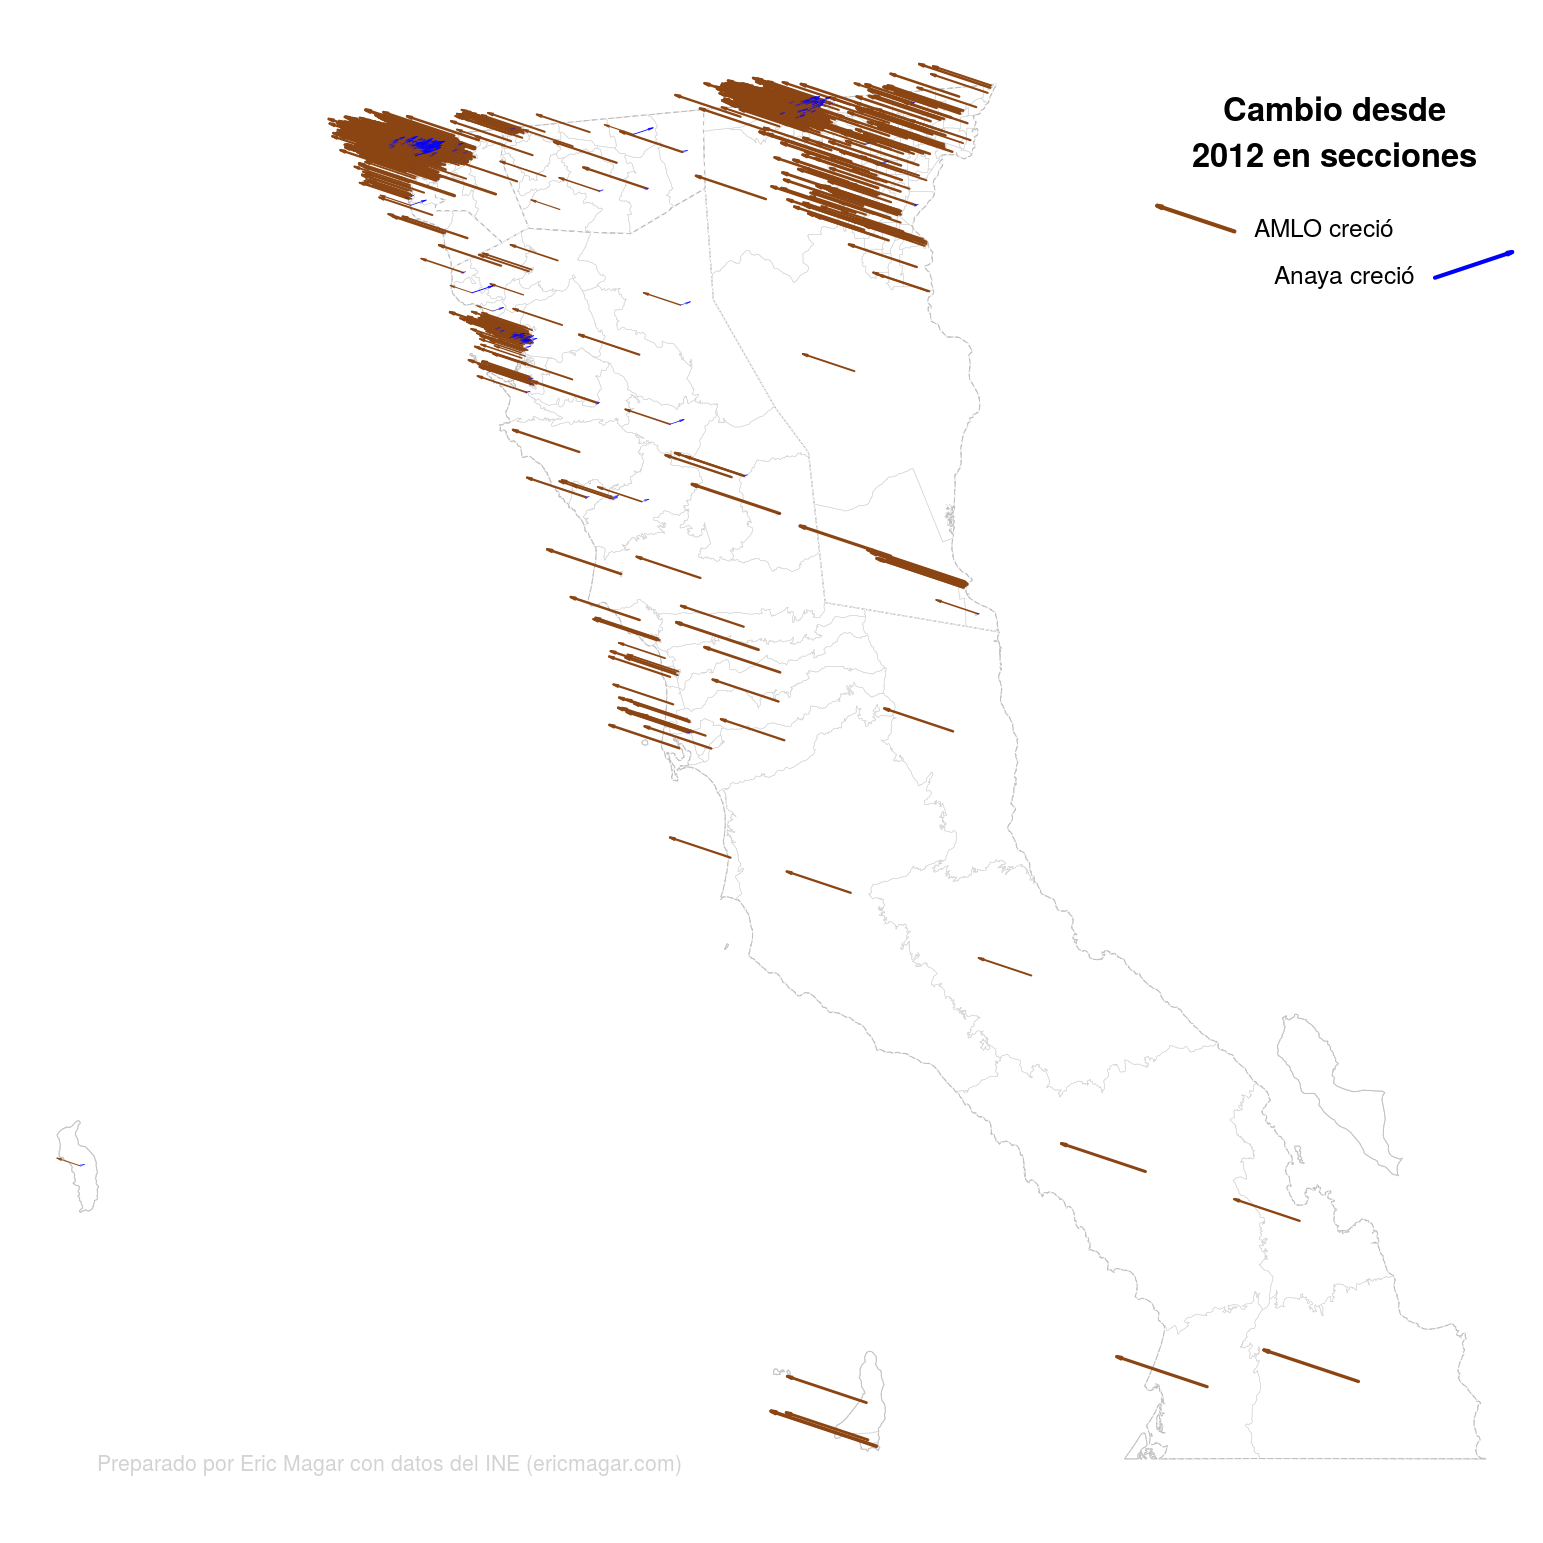 Cambio desde
2012 en secciones
AMLO creció
Anaya creció
Preparado por Eric Magar con datos del INE (ericmagar.com)